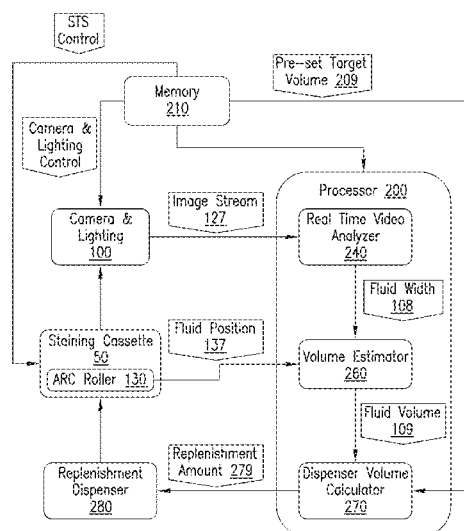 STS
Control
Pre-set Target
Volume 209
Memory
210
Camera &
Lighting
Control
Processor 200
Image Stream
127
Camera &
Lighting
100
Real Time Video
Analyzer
240
Fluid Width
108
Fluid Position
137
Staining Cassette
50
ARC Roller 130
Volume Estimator
260
Fluid Volume
109
Replenishment
Amount 279
Replenishment
Dispenser
280
Dispenser Volume
Calculator
270